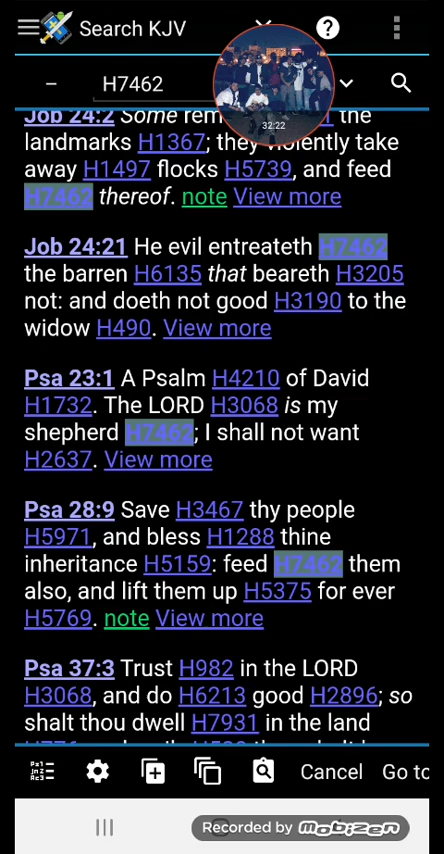 Search KJV
H7462
32:22
Job 24:2 Some the
landmarks H1367; they violently take
away H1497 flocks H5739, and feed
H7462 thereof. note View more
Job 24:21 He evil entreateth H7462
the barren H6135 that beareth H3205
not: and doeth not good H3190 to the
widow H490. View more
Psa 23:1 A Psalm H4210 of David
H1732. The LORD H3068 is my
shepherd H7462; I shall not want
H2637. View more
Psa 28:9 Save H3467 thy people
H5971, and bless H1288 thine
inheritance H5159: feed H7462 them
also, and lift them up H5375 for ever
H5769. note View more
Psa 37:3 Trust H982 in the LORD
H3068, and do H6213 good H2896; so
shalt thou dwell H7931 in the land
Cancel Go to
Recorded by Mobizen